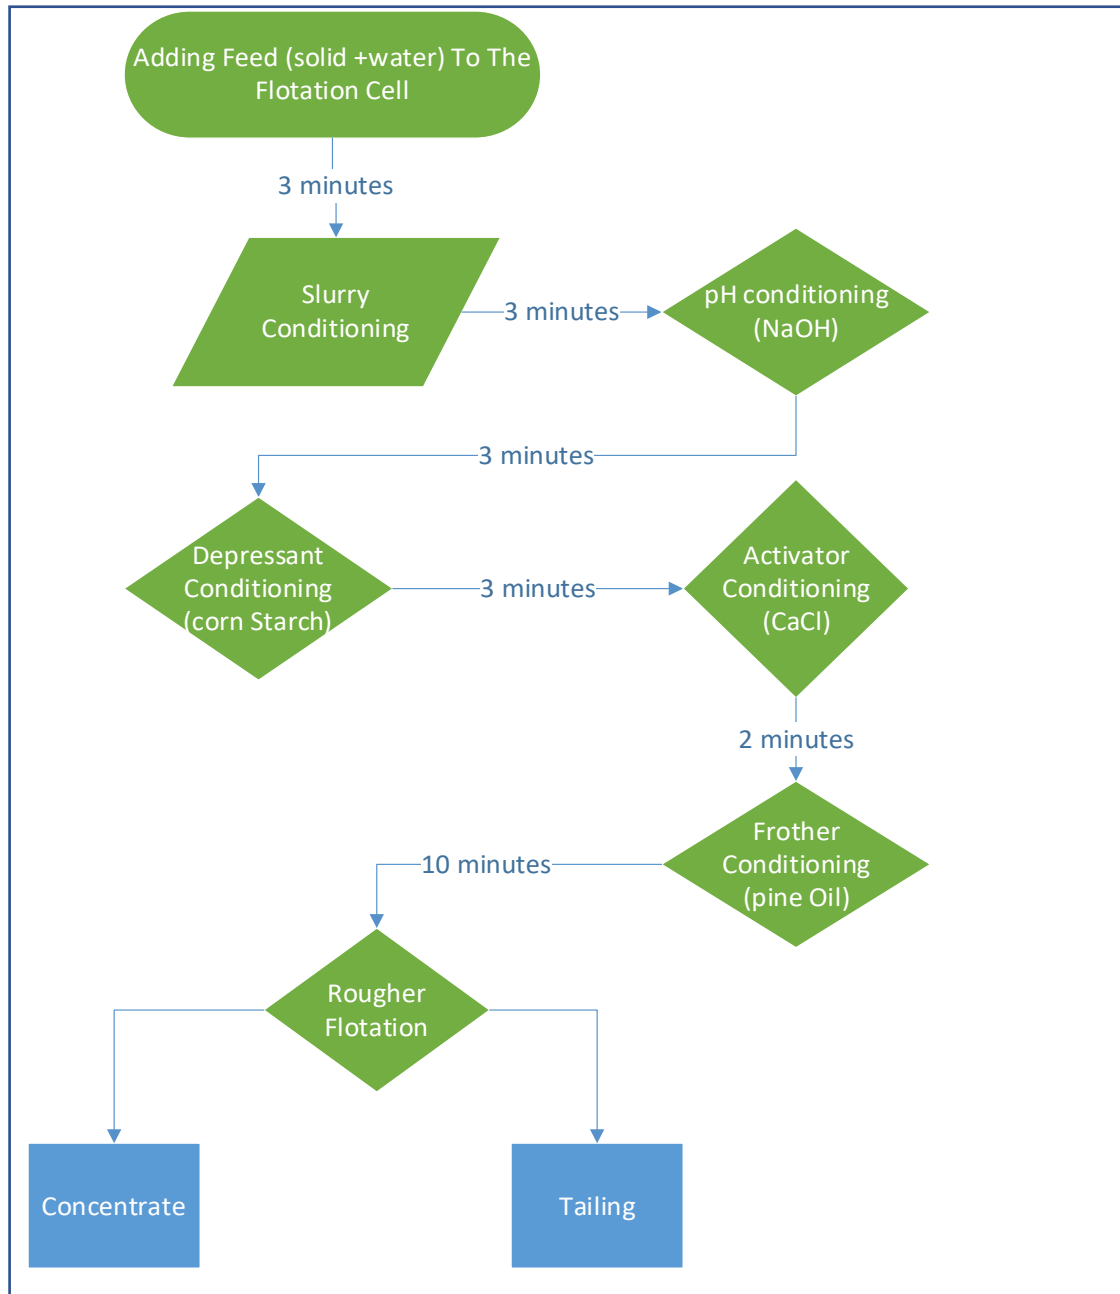 Adding Feed (solid +water) To The
Flotation Cell
3 minutes
Slurry
Conditioning
3 minutes
pH conditioning
(NaOH)
3 minutes
Depressant
Conditioning
(corn Starch)
3 minutes
Activator
Conditioning
(CaCl)
2 minutes
Frother
Conditioning
(pine Oil)
10 minutes
Rougher
Flotation
Concentrate
Tailing